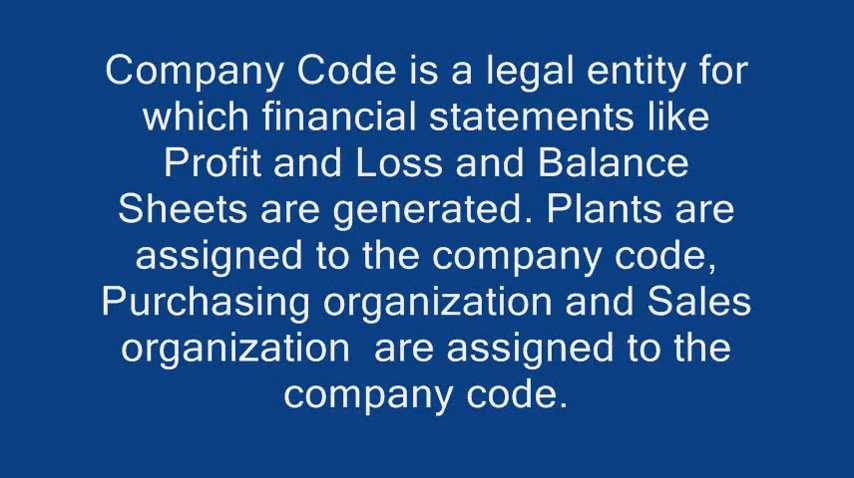 Company Code is a legal entity for
which financial statements like
Profit and Loss and Balance
Sheets are generated. Plants are
assigned to the company code,
Purchasing organization and Sales
organization  are assigned to the
company code.